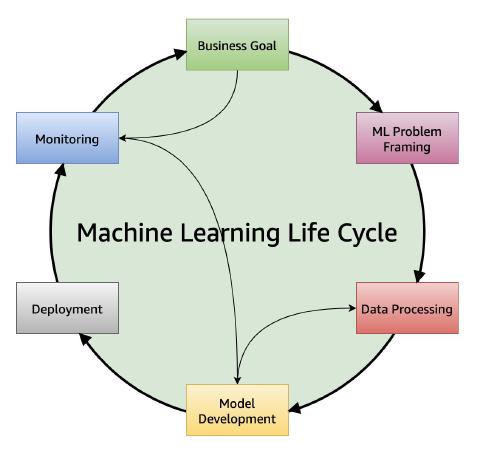 Business Goal
Monitoring
ML Problem
Framing
Machine Learning Life Cycle
Deployment
Data Processing
Model
Development